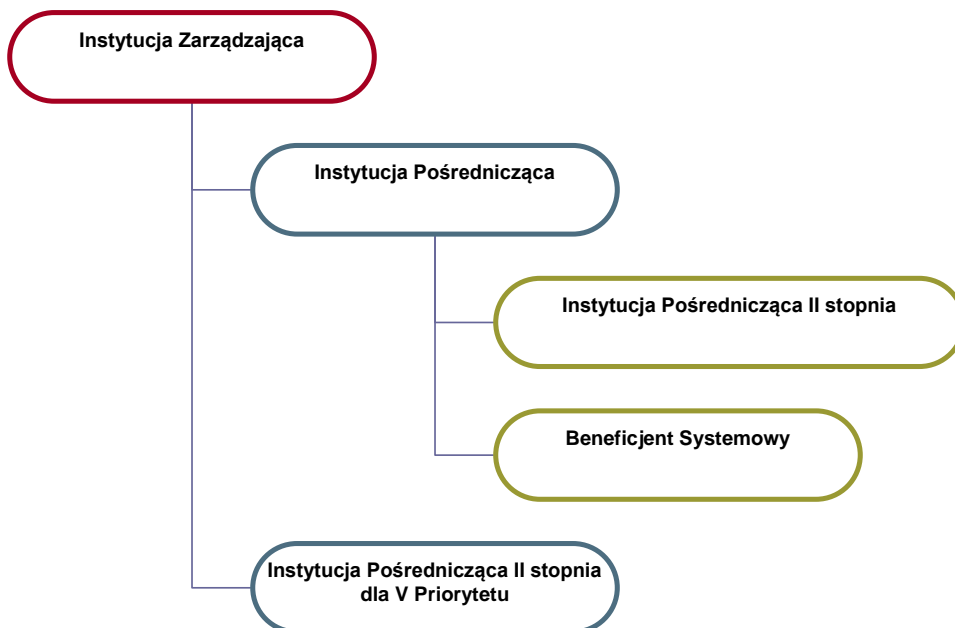 Instytucja Zarządzająca
Instytucja Pośrednicząca
Instytucja Pośrednicząca II stopnia
Beneficjent Systemowy
Instytucja Pośrednicząca II stopnia
dla V Priorytetu